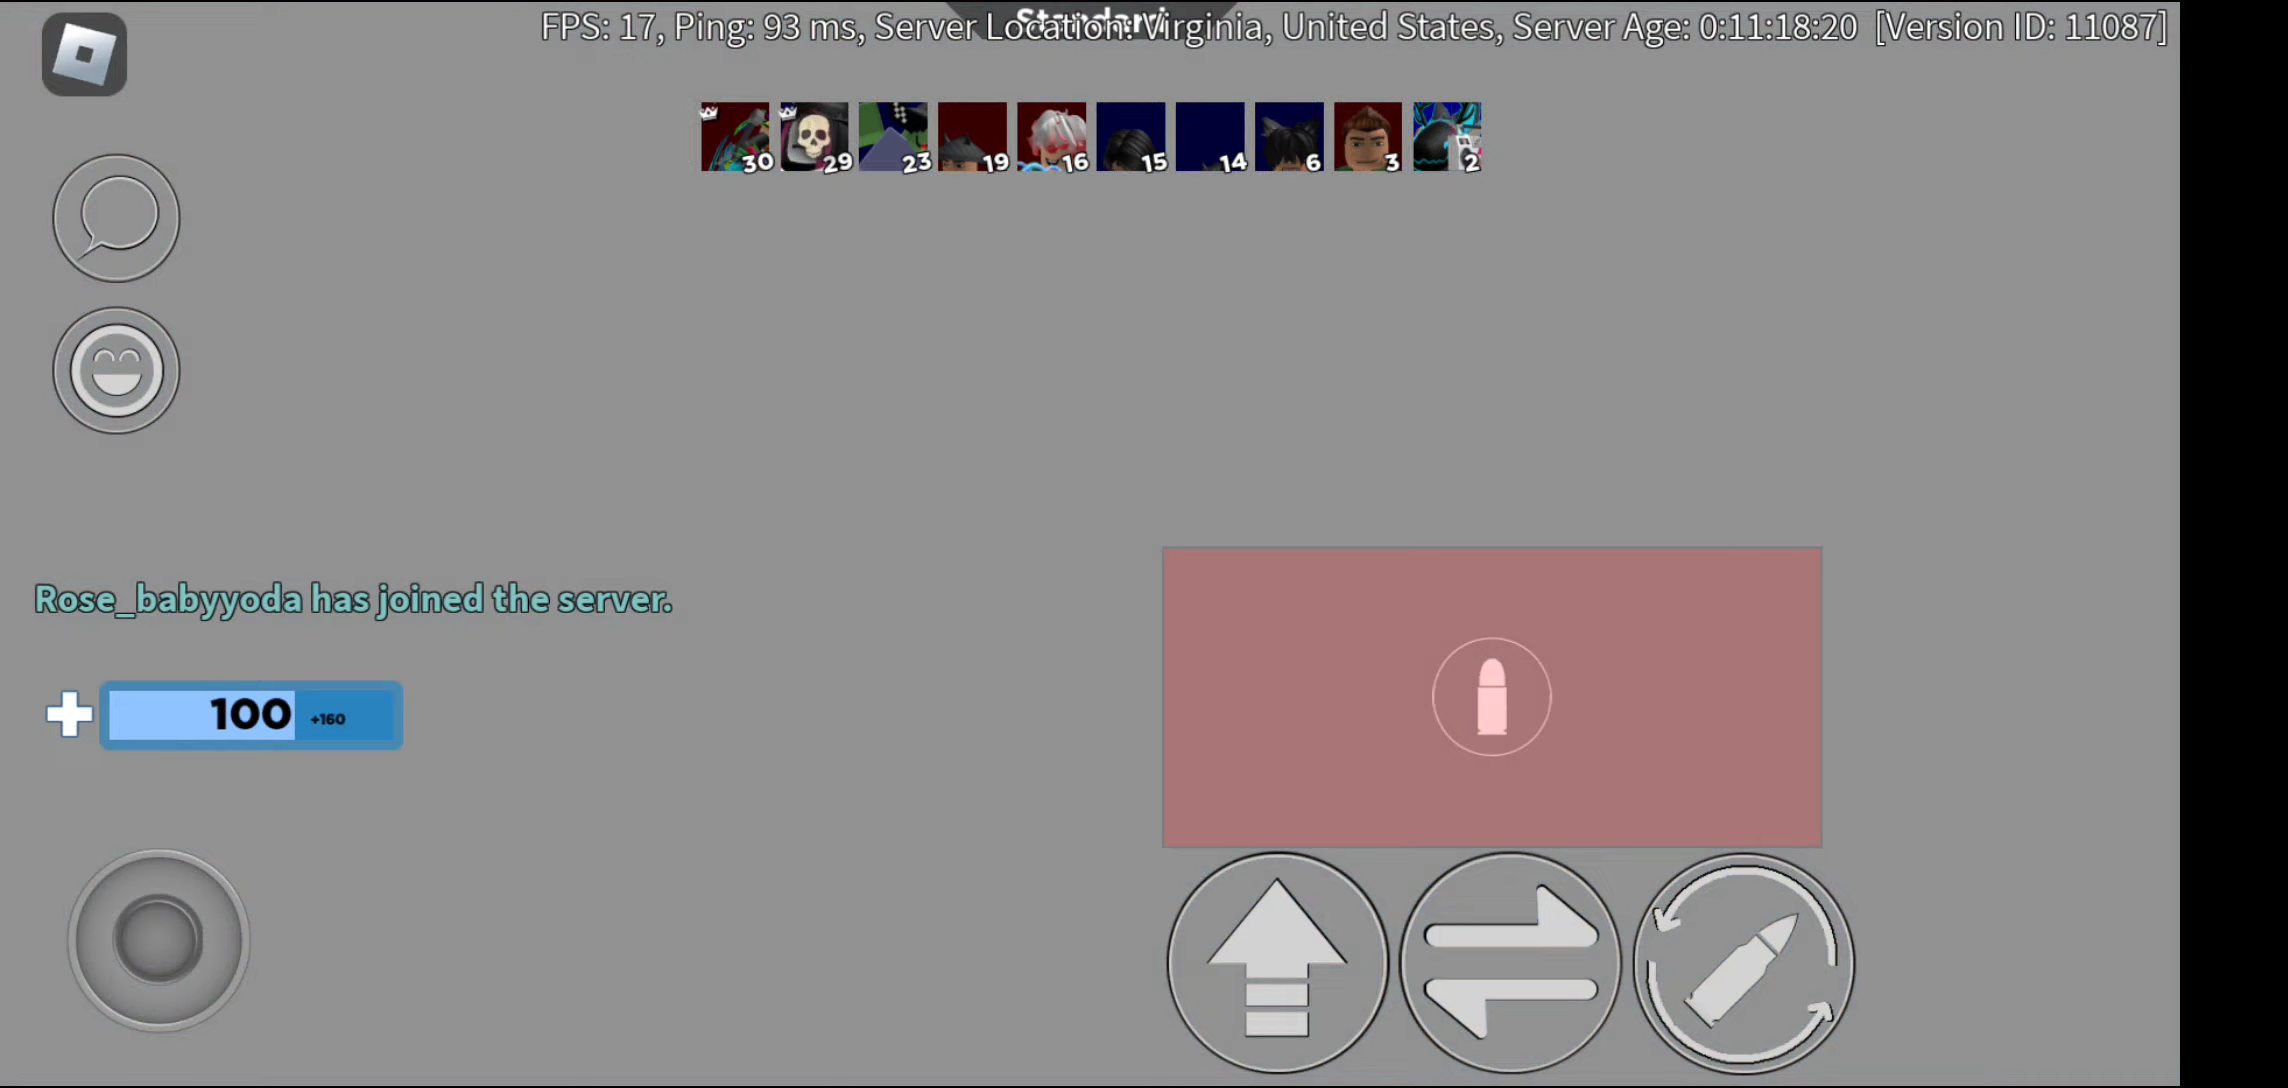 Standard
FPS: 17, Ping: 93 ms, Server Location: Virginia, United States, Server Age: 0:11:18:20 [Version ID: 11087]
30 29 23 19 16 15 14 6 3 2
Rose_babyyoda has joined the server.
100 +160